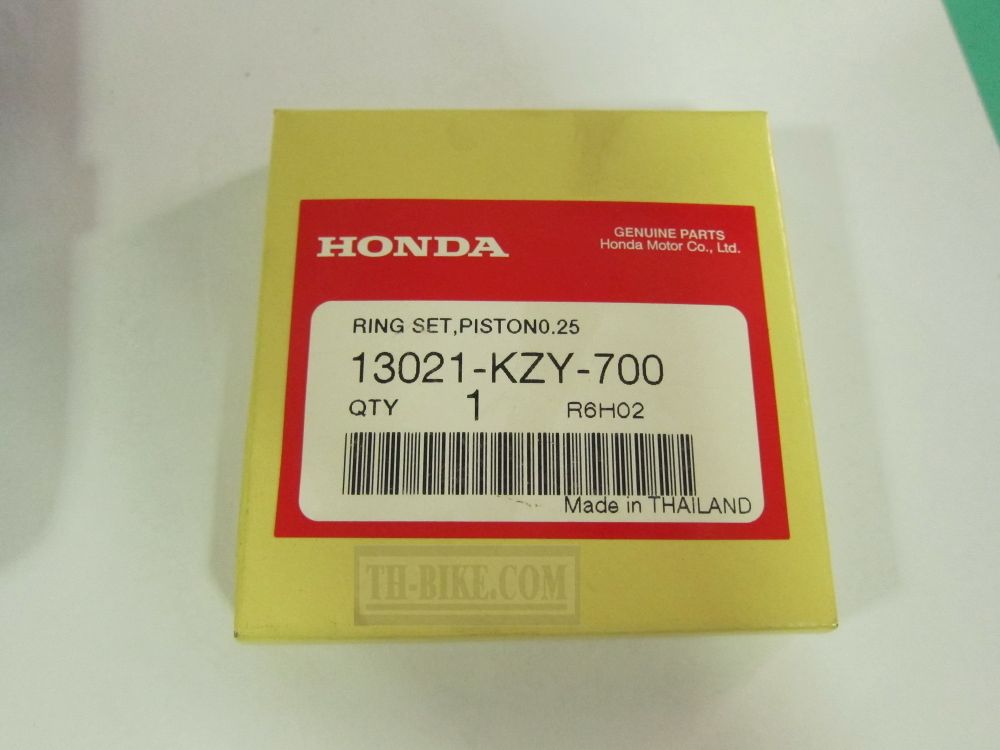 HONDA
GENUINE PARTS
Honda Motor Co., Ltd.
RING SET,PISTON0.25
13021-KZY-700
QTY 1 R6H02
Made in THAILAND
TH-BIKE.COM